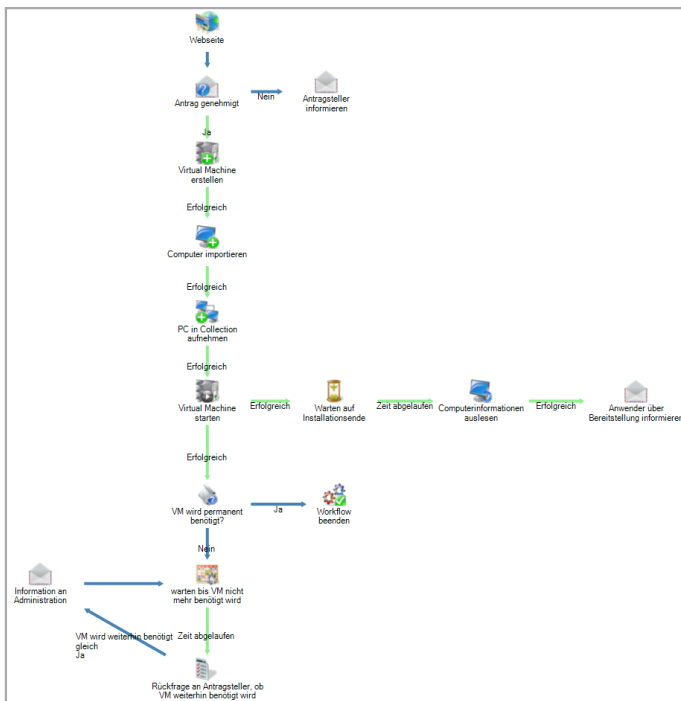 Webseite
Antrag genehmigt
Nein
Antragsteller
informieren
Ja
Virtual Machine
erstellen
Erfolgreich
Computer importieren
Erfolgreich
PC in Collection
aufnehmen
Erfolgreich
Virtual Machine
starten
Erfolgreich
Warten auf
Installationsende
Zeit abgelaufen
Computerinformationen
auslesen
Erfolgreich
Anwender über
Bereitstellung informieren
Erfolgreich
VM wird permanent
benötigt?
Ja
Workflow
beenden
Nein
Information an
Administration
warten bis VM nicht
mehr benötigt wird
VM wird weiterhin benötigt
gleich
Ja
Zeit abgelaufen
Rückfrage an Antragsteller, ob
VM weiterhin benötigt wird